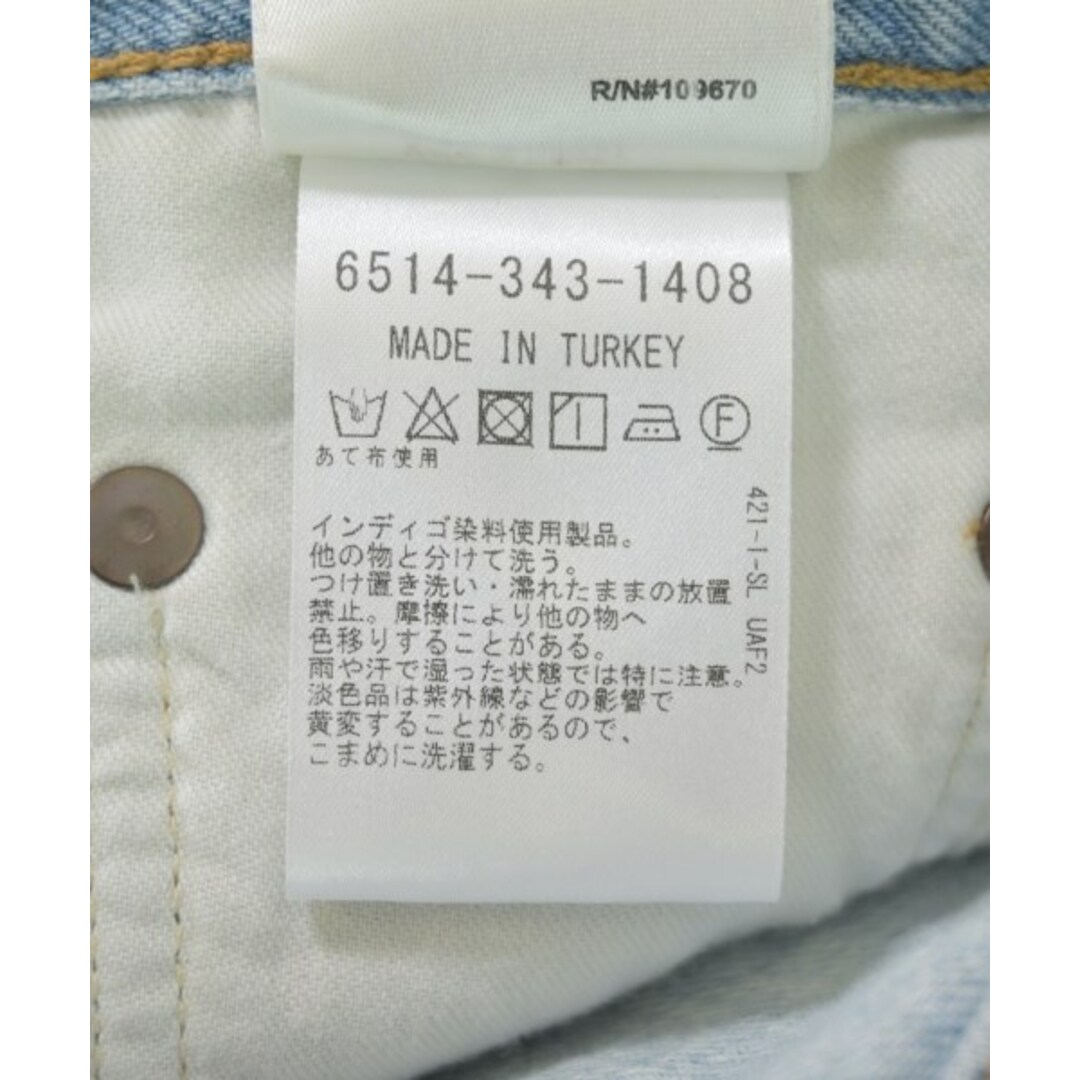 R/N#109670
6514-343-1408
MADE IN TURKEY
F
あて布使用
インディゴ染料使用製品。
他の物と分けて洗う。
つけ置き洗い・濡れたままの放置
禁止。摩擦により他の物へ
色移りすることがある。
雨や汗で湿った状態では特に注意。
淡色品は紫外線などの影響で
黄変することがあるので、
こまめに洗濯する。
421-1-SL UAF2